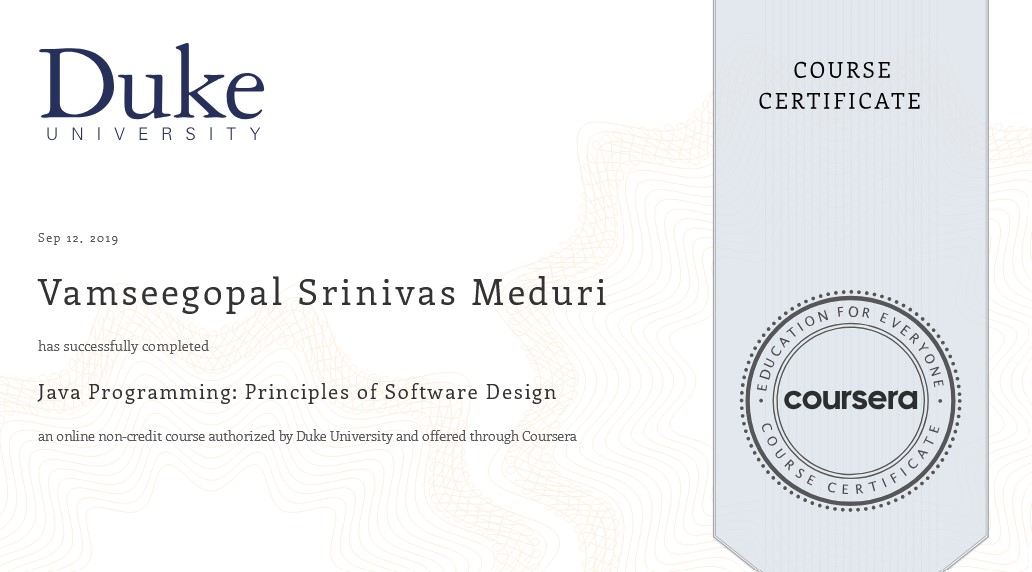 Duke
UNIVERSITY
COURSE
CERTIFICATE
Sep 12, 2019
Vamseegopal Srinivas Meduri
has successfully completed
Java Programming: Principles of Software Design
an online non-credit course authorized by Duke University and offered through Coursera
EDUCATION FOR EVERYONE
coursera
COURSE CERTIFICATE